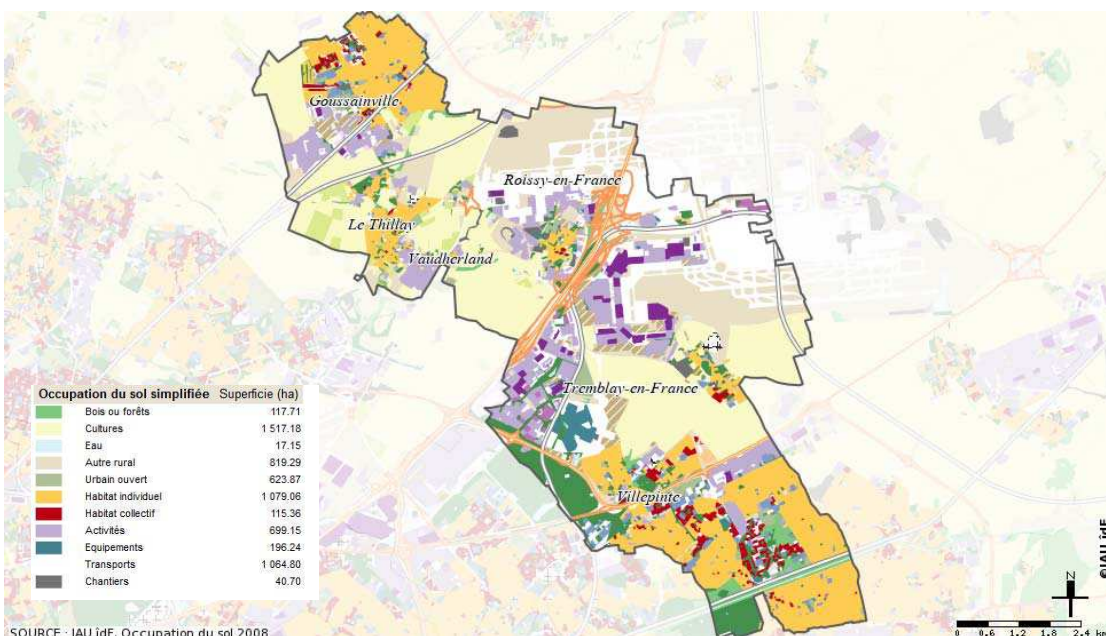 Goussainville
Roissy-en-France
Le Thillay
Vaudherland
Tremblay-en-France
Villepinte
Occupation du sol simplifiée Superficie (ha)
Bois ou forêts 117.71
Cultures 1 517.18
Eau 17.15
Autre rural 819.29
Urbain ouvert 623.87
Habitat individuel 1 079.06
Habitat collectif 115.36
Activités 699.15
Equipements 196.24
Transports 1 064.80
Chantiers 40.70
©IAU îdF
N
0 0.6 1.2 1.8 2.4 km
SOURCE : IAU îdF, Occupation du sol 2008